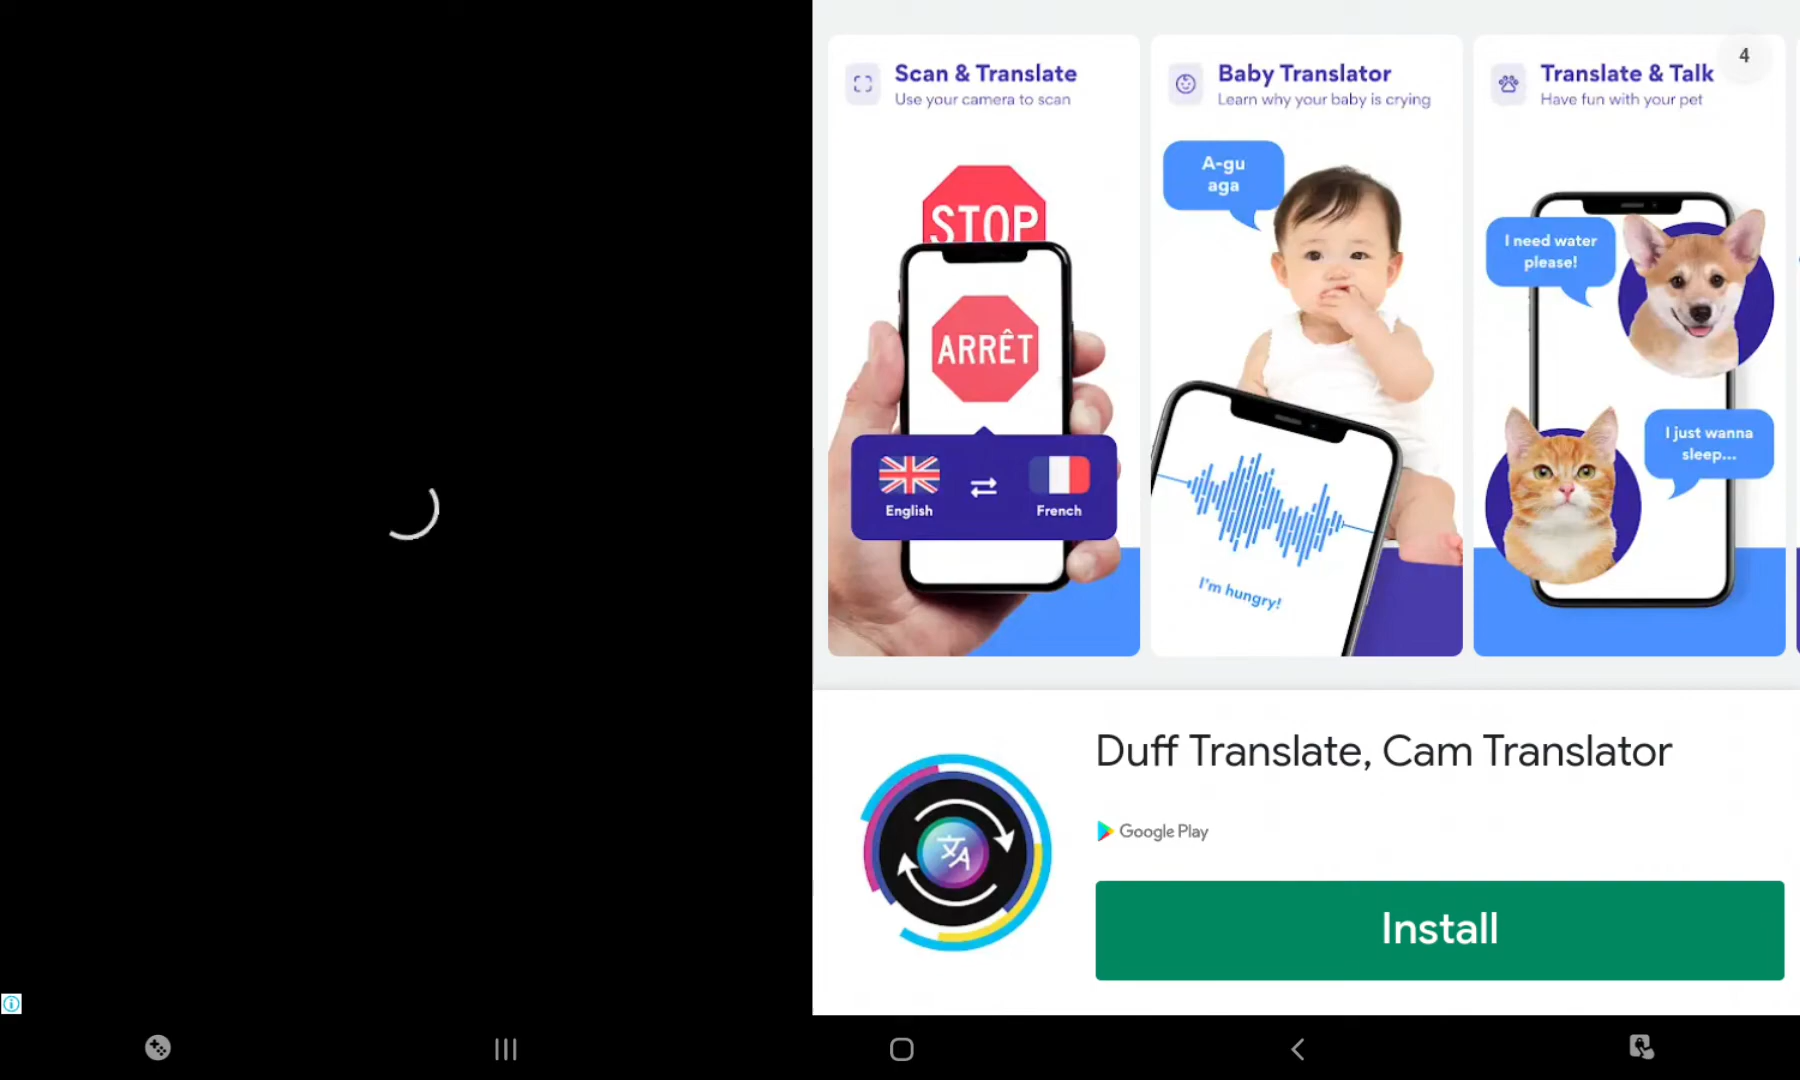 4
Scan & Translate
Use your camera to scan
STOP
ARRÊT
English
French
Baby Translator
Learn why your baby is crying
A-gu
aga
I'm hungry!
Translate & Talk
Have fun with your pet
I need water
please!
I just wanna
sleep...
Duff Translate, Cam Translator
文A
Google Play
Install